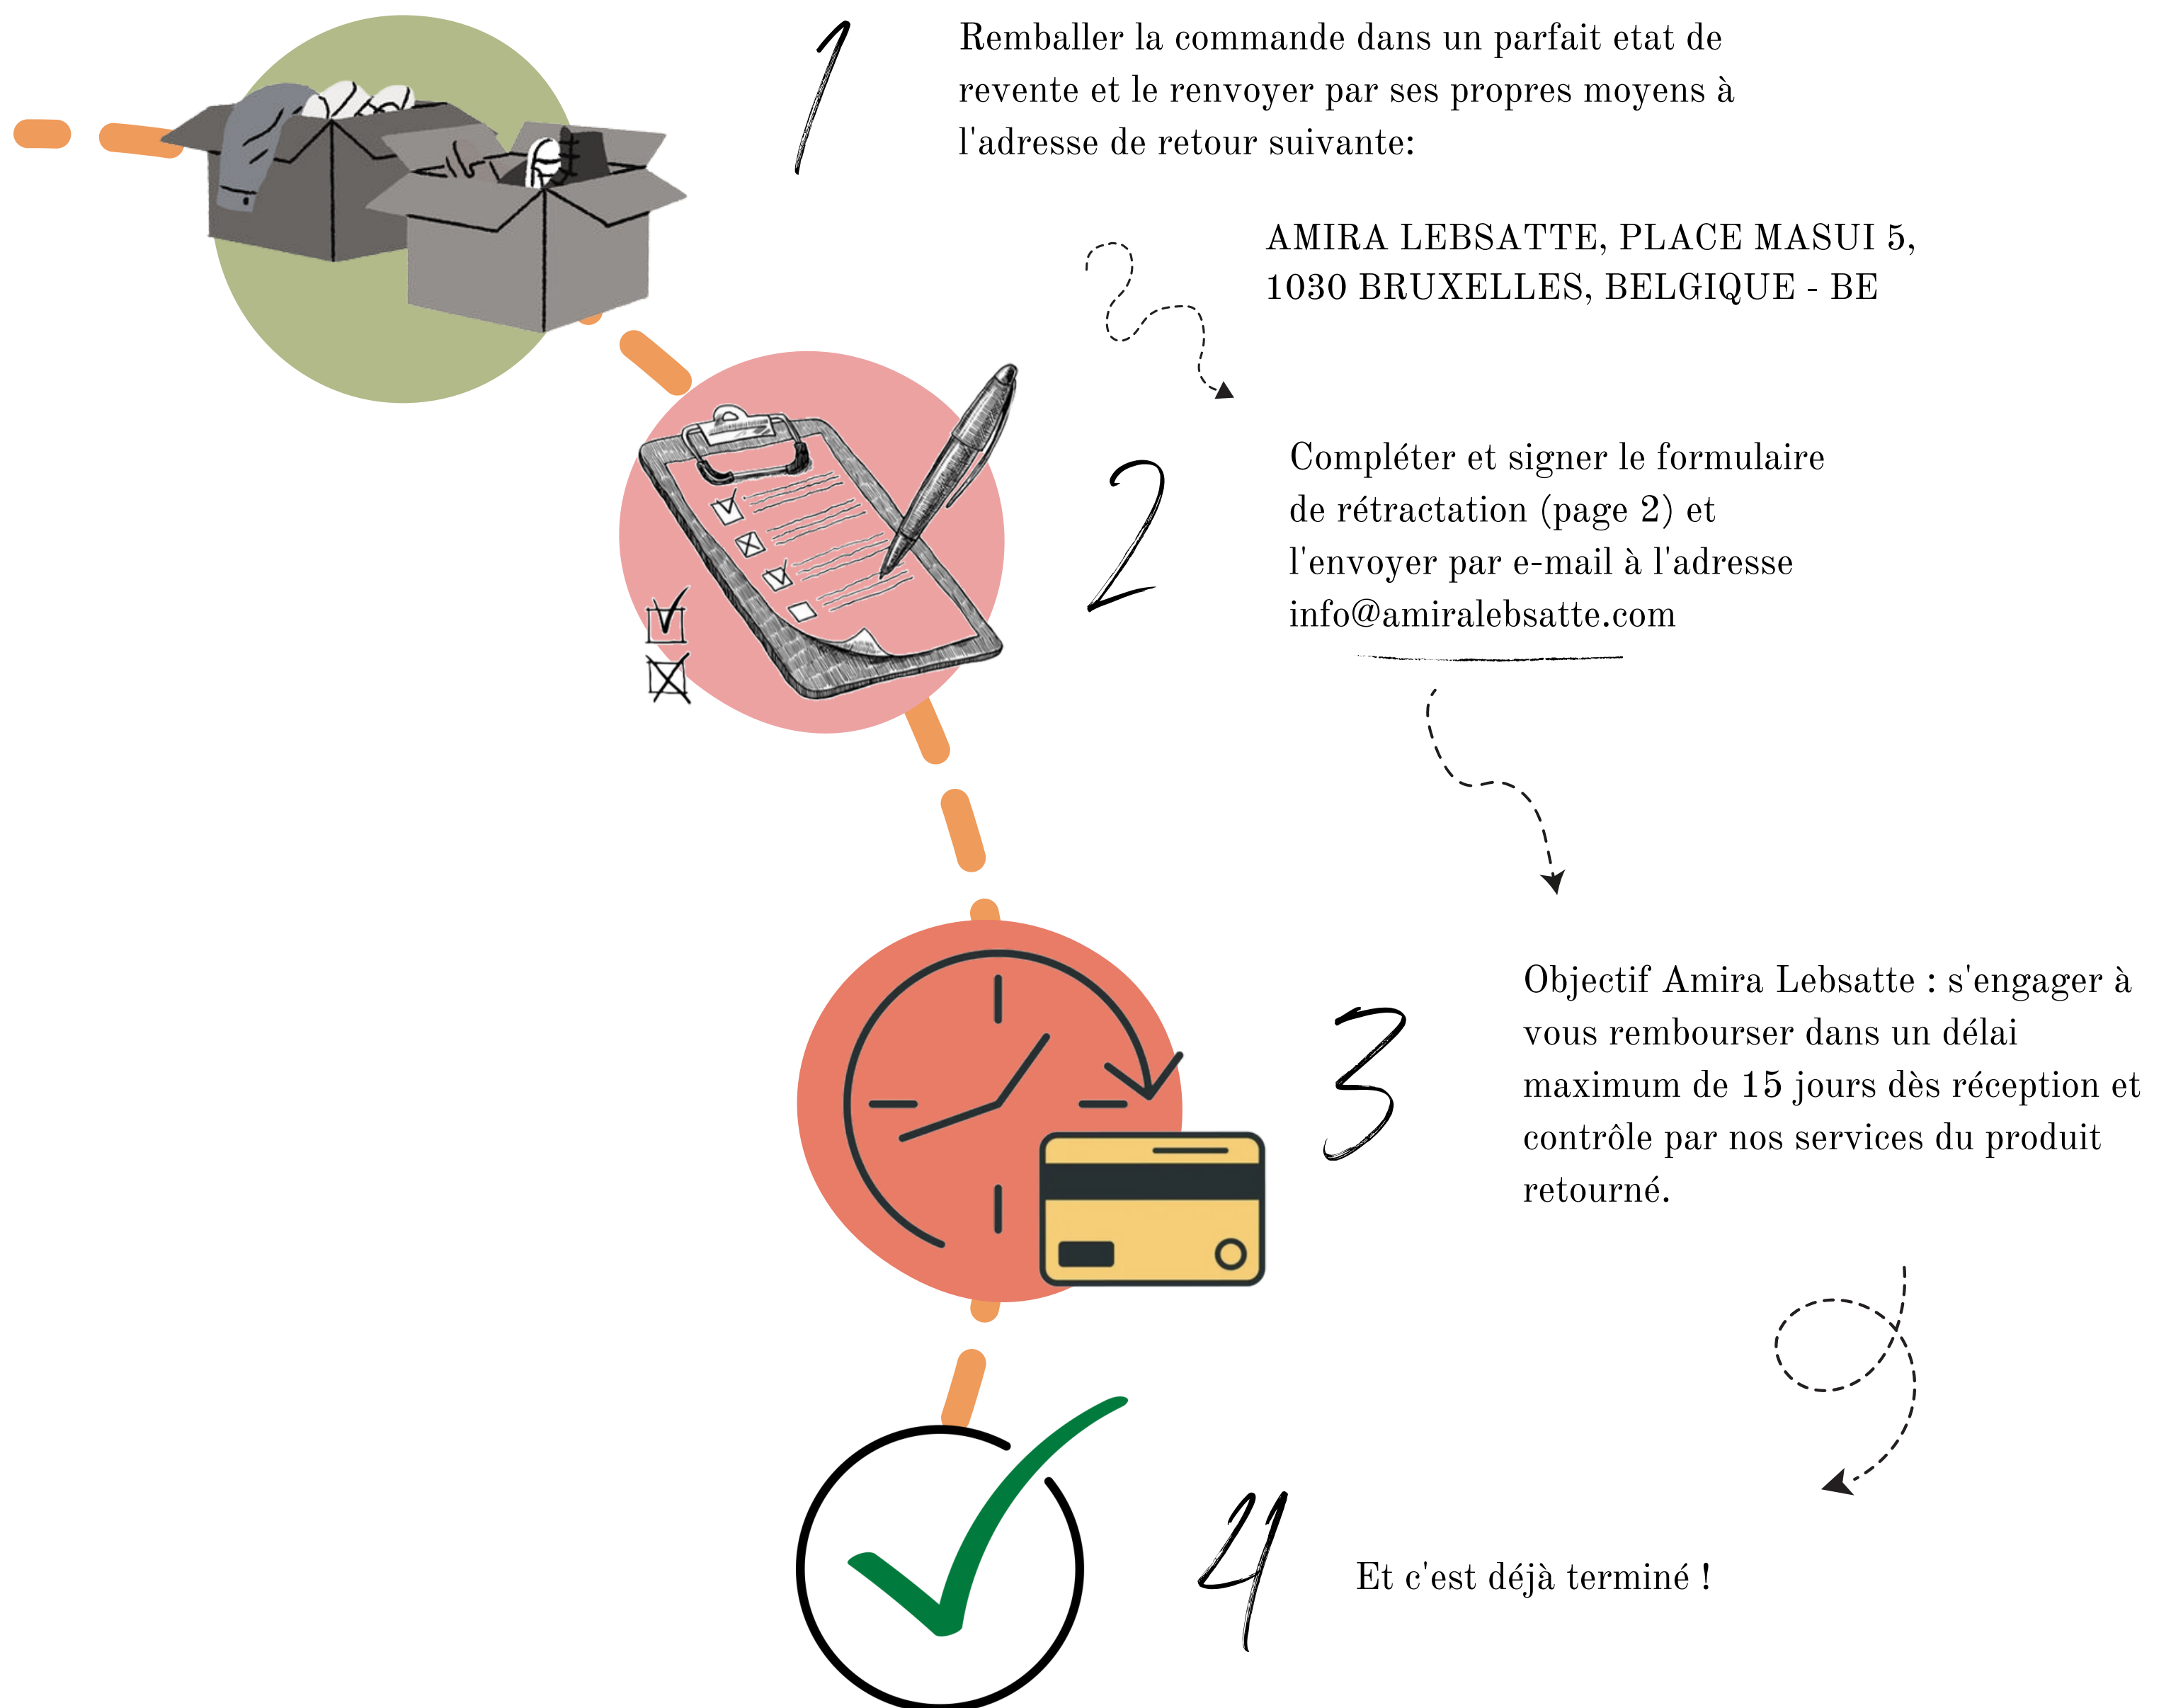 1
Remballer la commande dans un parfait etat de
revente et le renvoyer par ses propres moyens à
l'adresse de retour suivante:
AMIRA LEBSATTE, PLACE MASUI 5,
1030 BRUXELLES, BELGIQUE - BE
2
Compléter et signer le formulaire
de rétractation (page 2) et
l'envoyer par e-mail à l'adresse
info@amiralebsatte.com
3
Objectif Amira Lebsatte : s'engager à
vous rembourser dans un délai
maximum de 15 jours dès réception et
contrôle par nos services du produit
retourné.
4
Et c'est déjà terminé !